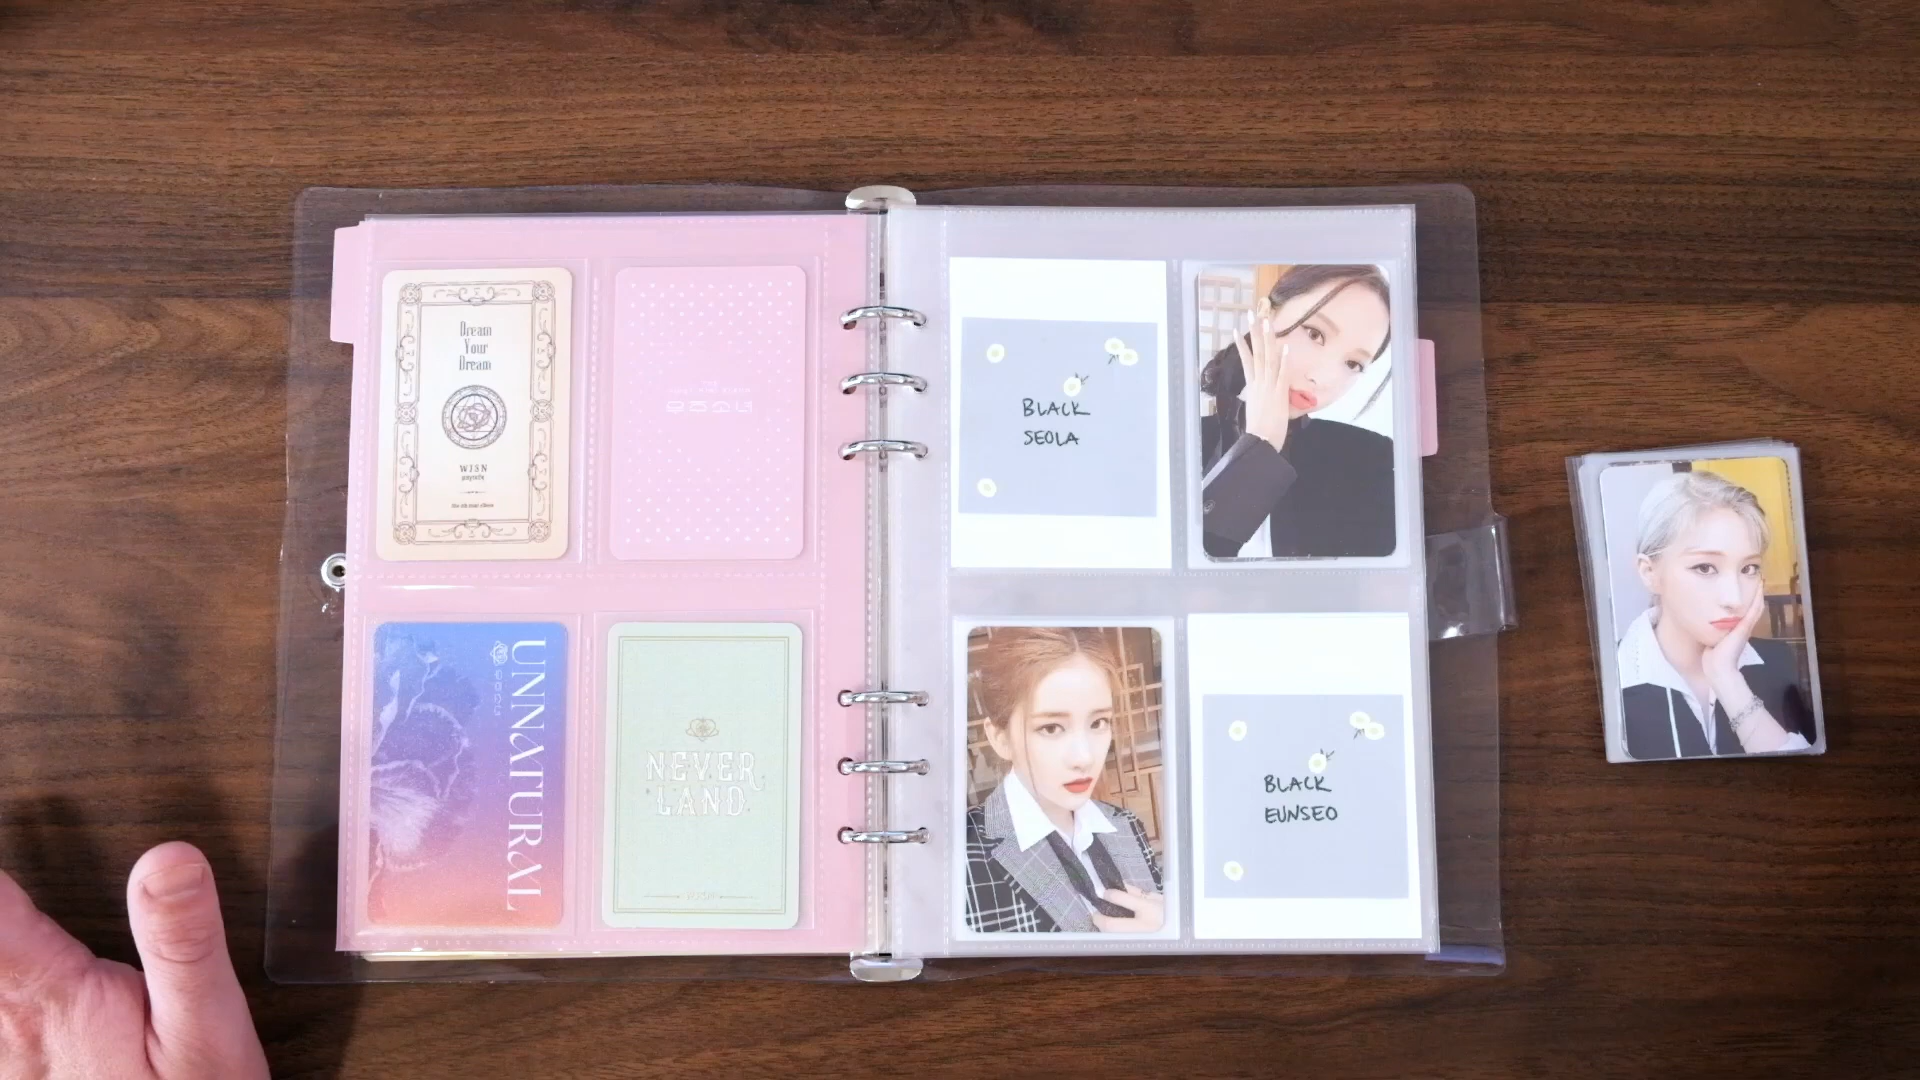 Dream
Your
Dream
WJSN
우주소녀
UNNATURAL
NEVER
LAND
BLACK
SEOLA
BLACK
EUNSEO